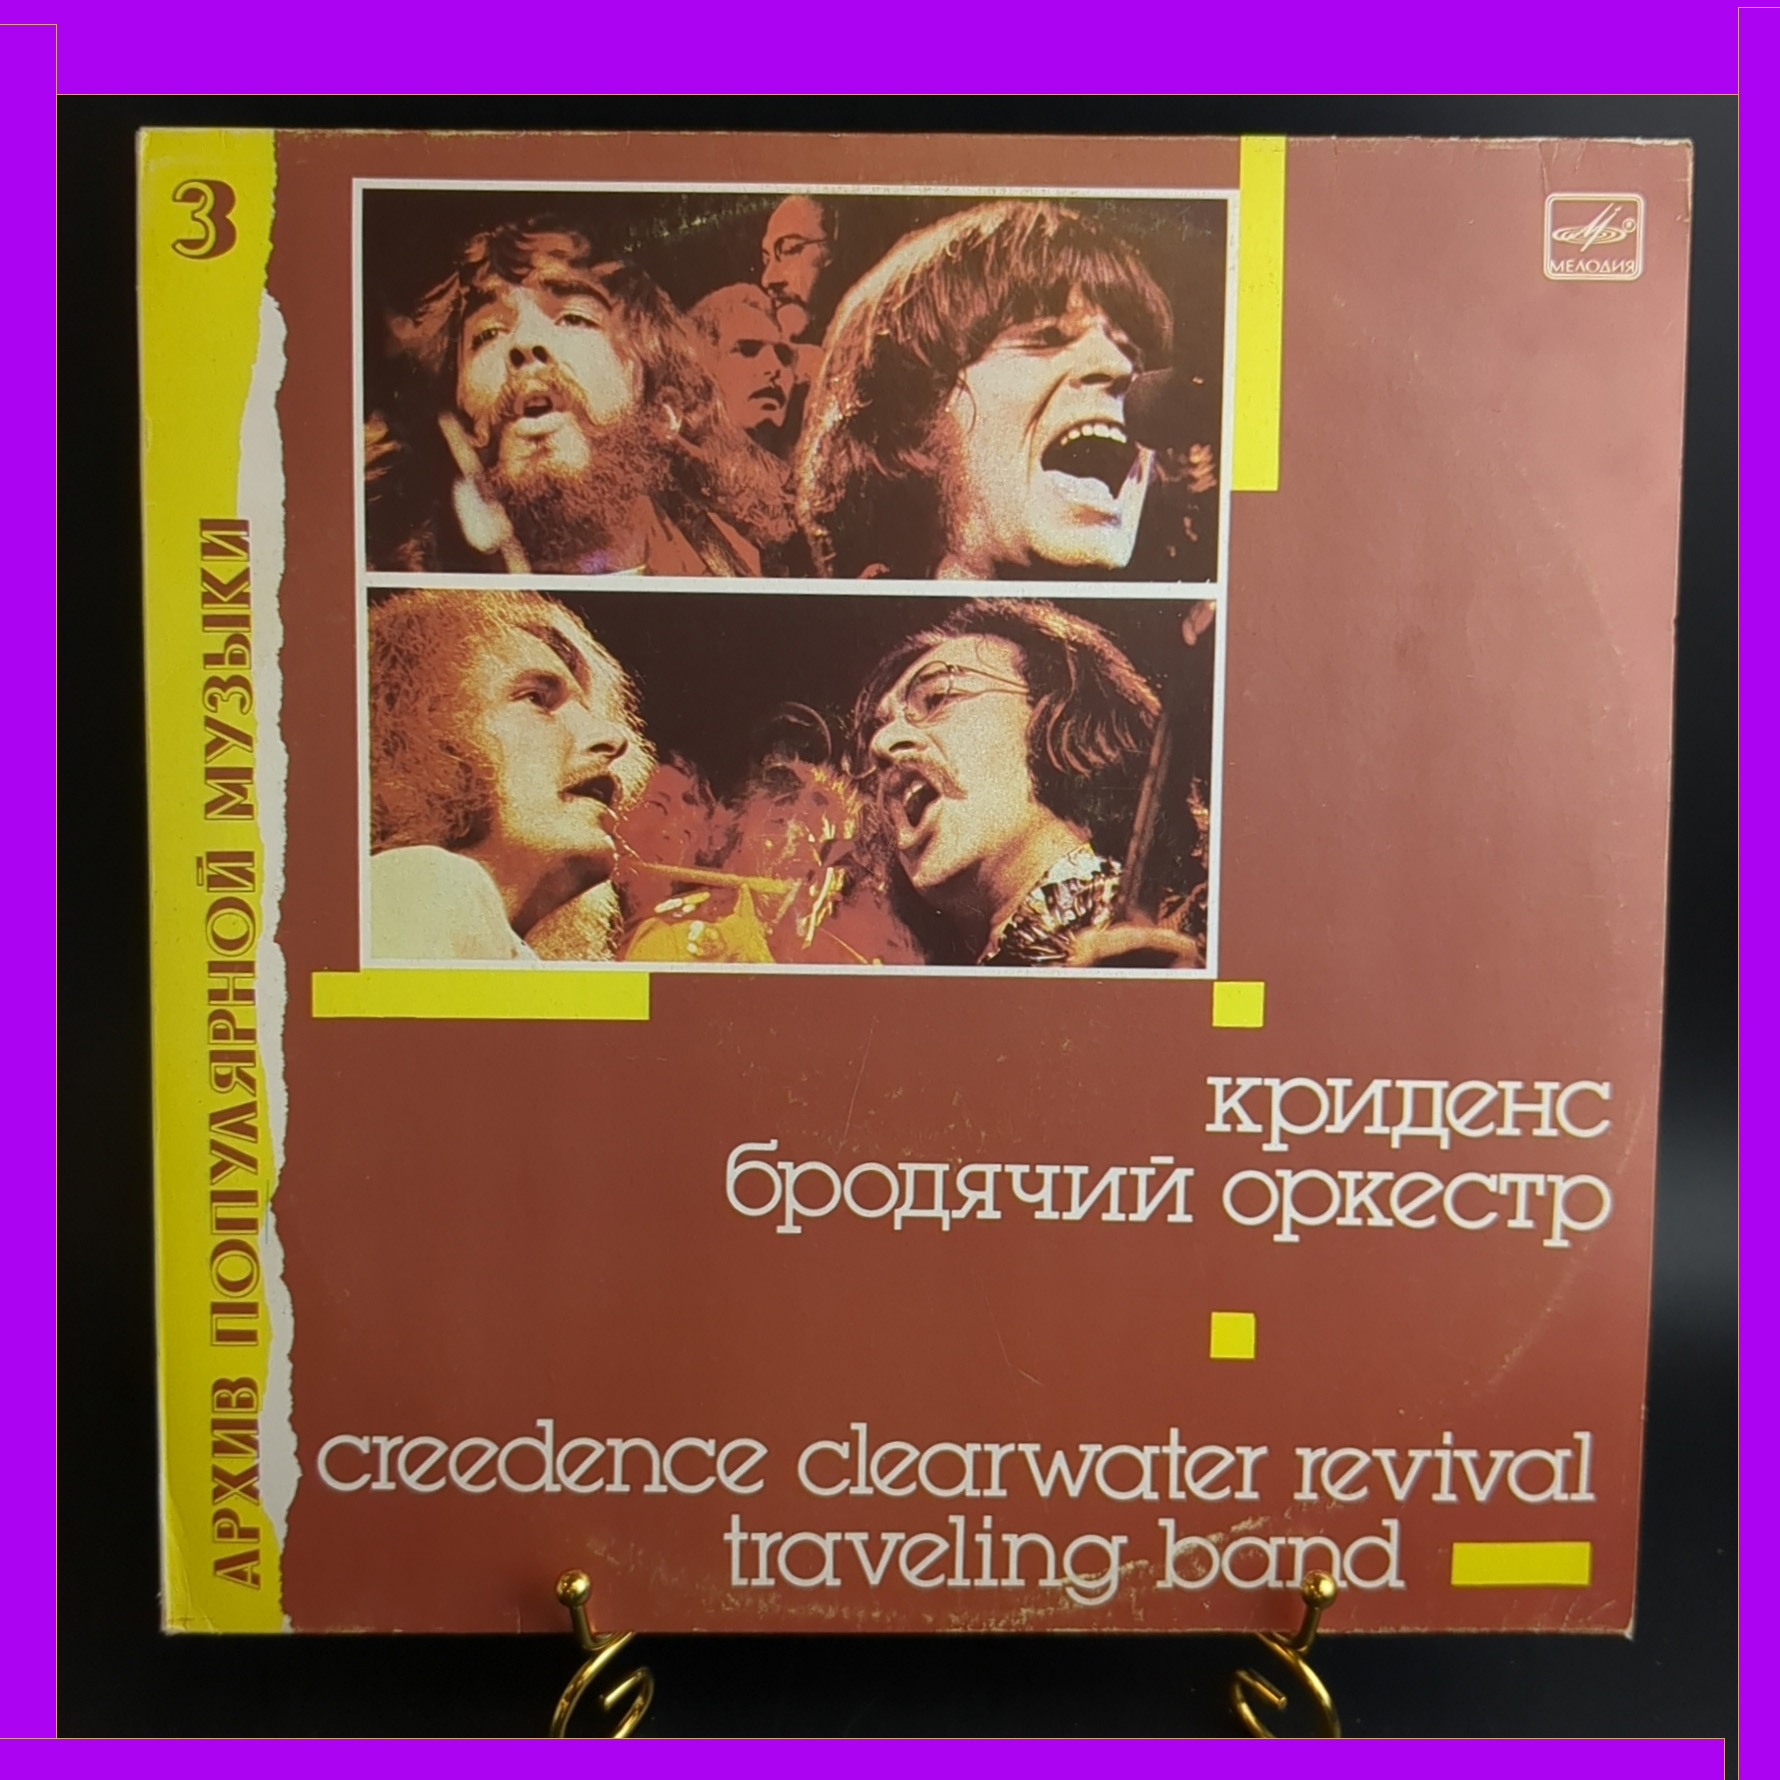 3
АРХИВ ПОПУЛЯРНОЙ МУЗЫКИ
МЕЛОДИЯ
криденс
бродячий оркестр
creedence clearwater revival
traveling band